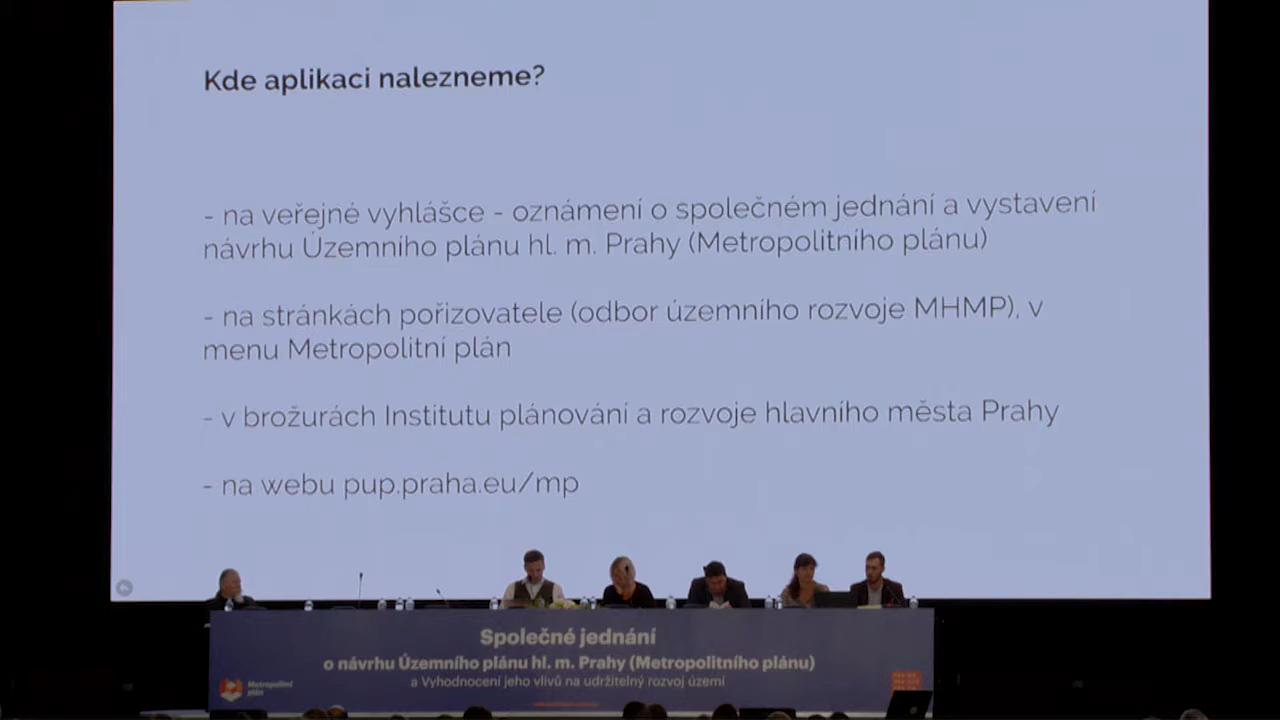 Kde aplikaci nalezneme?
- na veřejné vyhlášce - oznámení o společném jednání a vystavení
návrhu Územního plánu hl. m. Prahy (Metropolitního plánu)
- na stránkách pořizovatele (odbor územního rozvoje MHMP), v
menu Metropolitní plán
- v brožurách Institutu plánování a rozvoje hlavního města Prahy
- na webu pup.praha.eu/mp
Společné jednání
o návrhu Územního plánu hl. m. Prahy (Metropolitního plánu)
a Vyhodnocení jeho vlivů na udržitelný rozvoj území
Metropolitní
plán